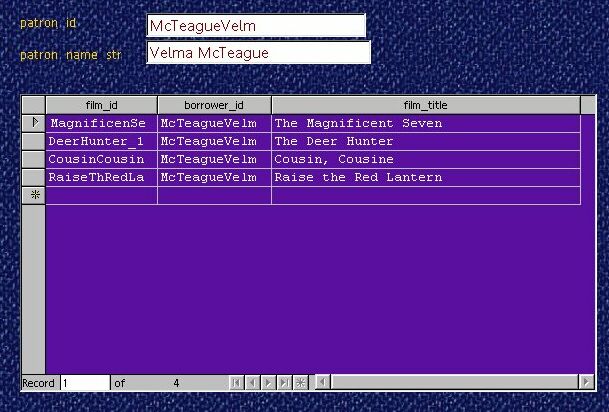 patron id McTeagueVelm
patron name str Velma McTeague
film_id borrower_id film_title
MagnificenSe McTeagueVelm The Magnificent Seven
DeerHunter_1 McTeagueVelm The Deer Hunter
CousinCousin McTeagueVelm Cousin, Cousine
RaiseThRedLa McTeagueVelm Raise the Red Lantern
Record 1 of 4